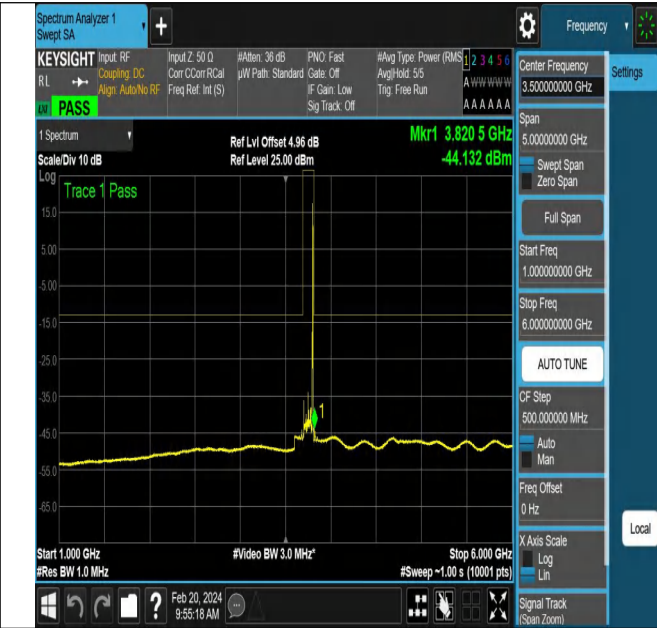 Spectrum Analyzer 1
Swept SA
+
Frequency
KEYSIGHT
RL
LXI
PASS
Input: RF
Coupling: DC
Align: Auto/No RF
Input Z: 50 Ω
Corr CCorr RCal
Freq Ref: Int (S)
#Atten: 36 dB
µW Path: Standard
PNO: Fast
Gate: Off
IF Gain: Low
Sig Track: Off
#Avg Type: Power (RMS
Avg|Hold: 5/5
Trig: Free Run
1 2 3 4 5 6
A W W W W W
A A A A A A
1 Spectrum
Scale/Div 10 dB
Log
Ref Lvl Offset 4.96 dB
Ref Level 25.00 dBm
Mkr1 3.820 5 GHz
-44.132 dBm
Trace 1 Pass
15.0
5.00
-5.00
-15.0
-25.0
-35.0
-45.0
-55.0
-65.0
1
Start 1.000 GHz
#Res BW 1.0 MHz
#Video BW 3.0 MHz*
Stop 6.000 GHz
#Sweep ~1.00 s (10001 pts)
Feb 20, 2024
9:55:18 AM
?
Center Frequency
3.500000000 GHz
Settings
Span
5.00000000 GHz
Swept Span
Zero Span
Full Span
Start Freq
1.000000000 GHz
Stop Freq
6.000000000 GHz
AUTO TUNE
CF Step
500.000000 MHz
Auto
Man
Freq Offset
0 Hz
X Axis Scale
Log
Lin
Local
Signal Track
(Span Zoom)